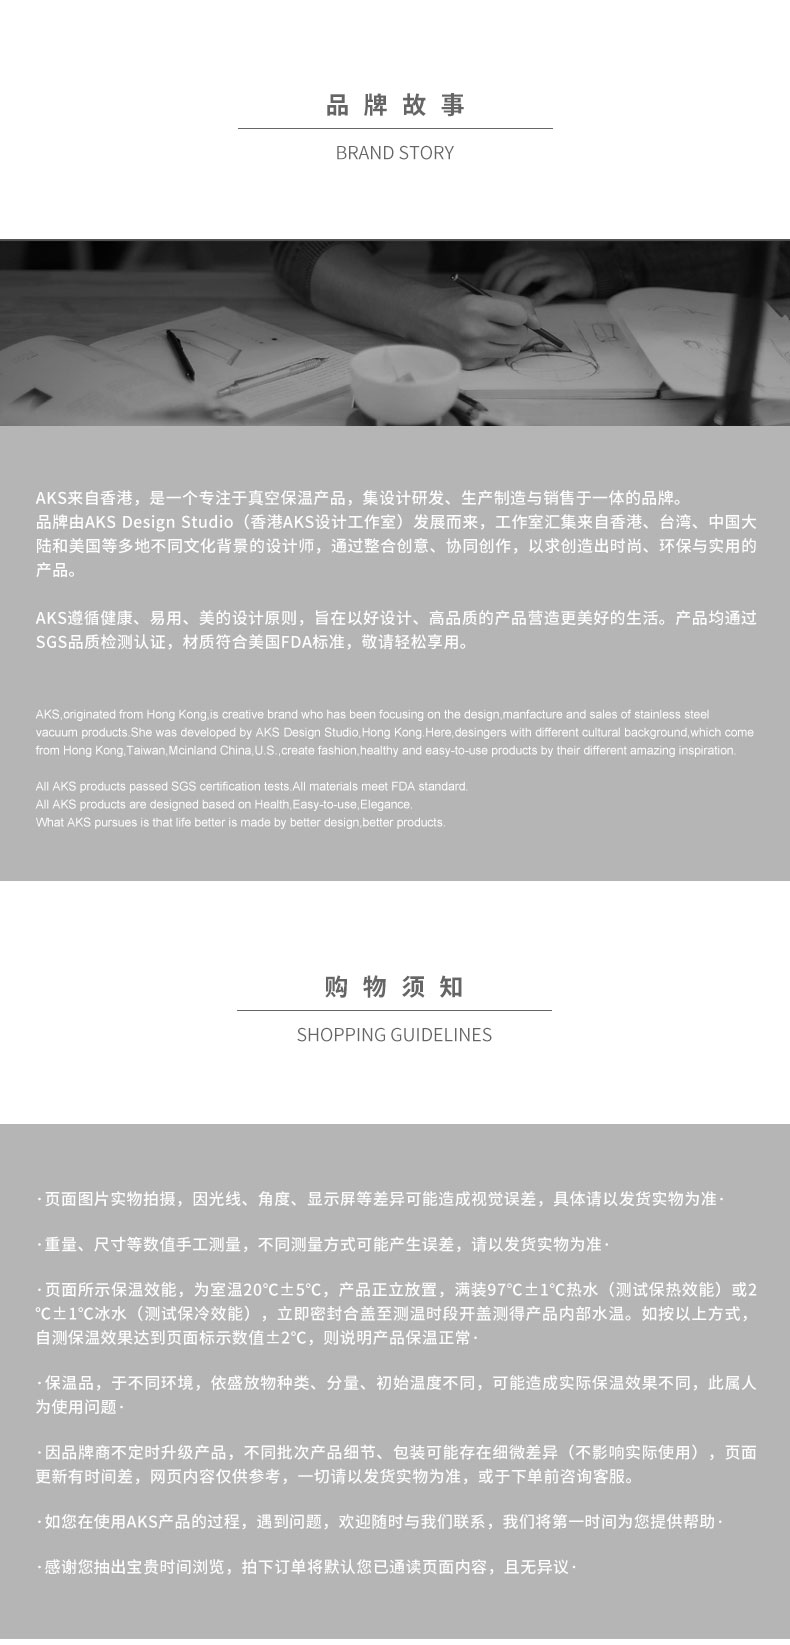 品牌故事
BRAND STORY
AKS来自香港，是一个专注于真空保温产品，集设计研发、生产制造与销售于一体的品牌。
品牌由AKS Design Studio（香港AKS设计工作室）发展而来，工作室汇集来自香港、台湾、中国大
陆和美国等多地不同文化背景的设计师，通过整合创意、协同创作，以求创造出时尚、环保与实用的
产品。
AKS遵循健康、易用、美的设计原则，旨在以好设计、高品质的产品营造更美好的生活。产品均通过
SGS品质检测认证，材质符合美国FDA标准，敬请轻松享用。
AKS,originated from Hong Kong,is creative brand who has been focusing on the design,manfacture and sales of stainless steel
vacuum products.She was developed by AKS Design Studio,Hong Kong.Here,desingers with different cultural background,which come
from Hong Kong,Taiwan,Mcinland China,U.S.,create fashion,healthy and easy-to-use products by their different amazing inspiration.
All AKS products passed SGS certification tests.All materials meet FDA standard.
All AKS products are designed based on Health,Easy-to-use,Elegance.
What AKS pursues is that life better is made by better design,better products.
购物须知
SHOPPING GUIDELINES
·页面图片实物拍摄，因光线、角度、显示屏等差异可能造成视觉误差，具体请以发货实物为准·
·重量、尺寸等数值手工测量，不同测量方式可能产生误差，请以发货实物为准·
·页面所示保温效能，为室温20℃±5℃，产品正立放置，满装97℃±1℃热水（测试保热效能）或2
℃±1℃冰水（测试保冷效能），立即密封合盖至测温时段开盖测得产品内部水温。如按以上方式，
自测保温效果达到页面标示数值±2℃，则说明产品保温正常·
·保温品，于不同环境，依盛放物种类、分量、初始温度不同，可能造成实际保温效果不同，此属人
为使用问题·
·因品牌商不定时升级产品，不同批次产品细节、包装可能存在细微差异（不影响实际使用），页面
更新有时间差，网页内容仅供参考，一切请以发货实物为准，或于下单前咨询客服。
·如您在使用AKS产品的过程，遇到问题，欢迎随时与我们联系，我们将第一时间为您提供帮助·
·感谢您抽出宝贵时间浏览，拍下订单将默认您已通读页面内容，且无异议·